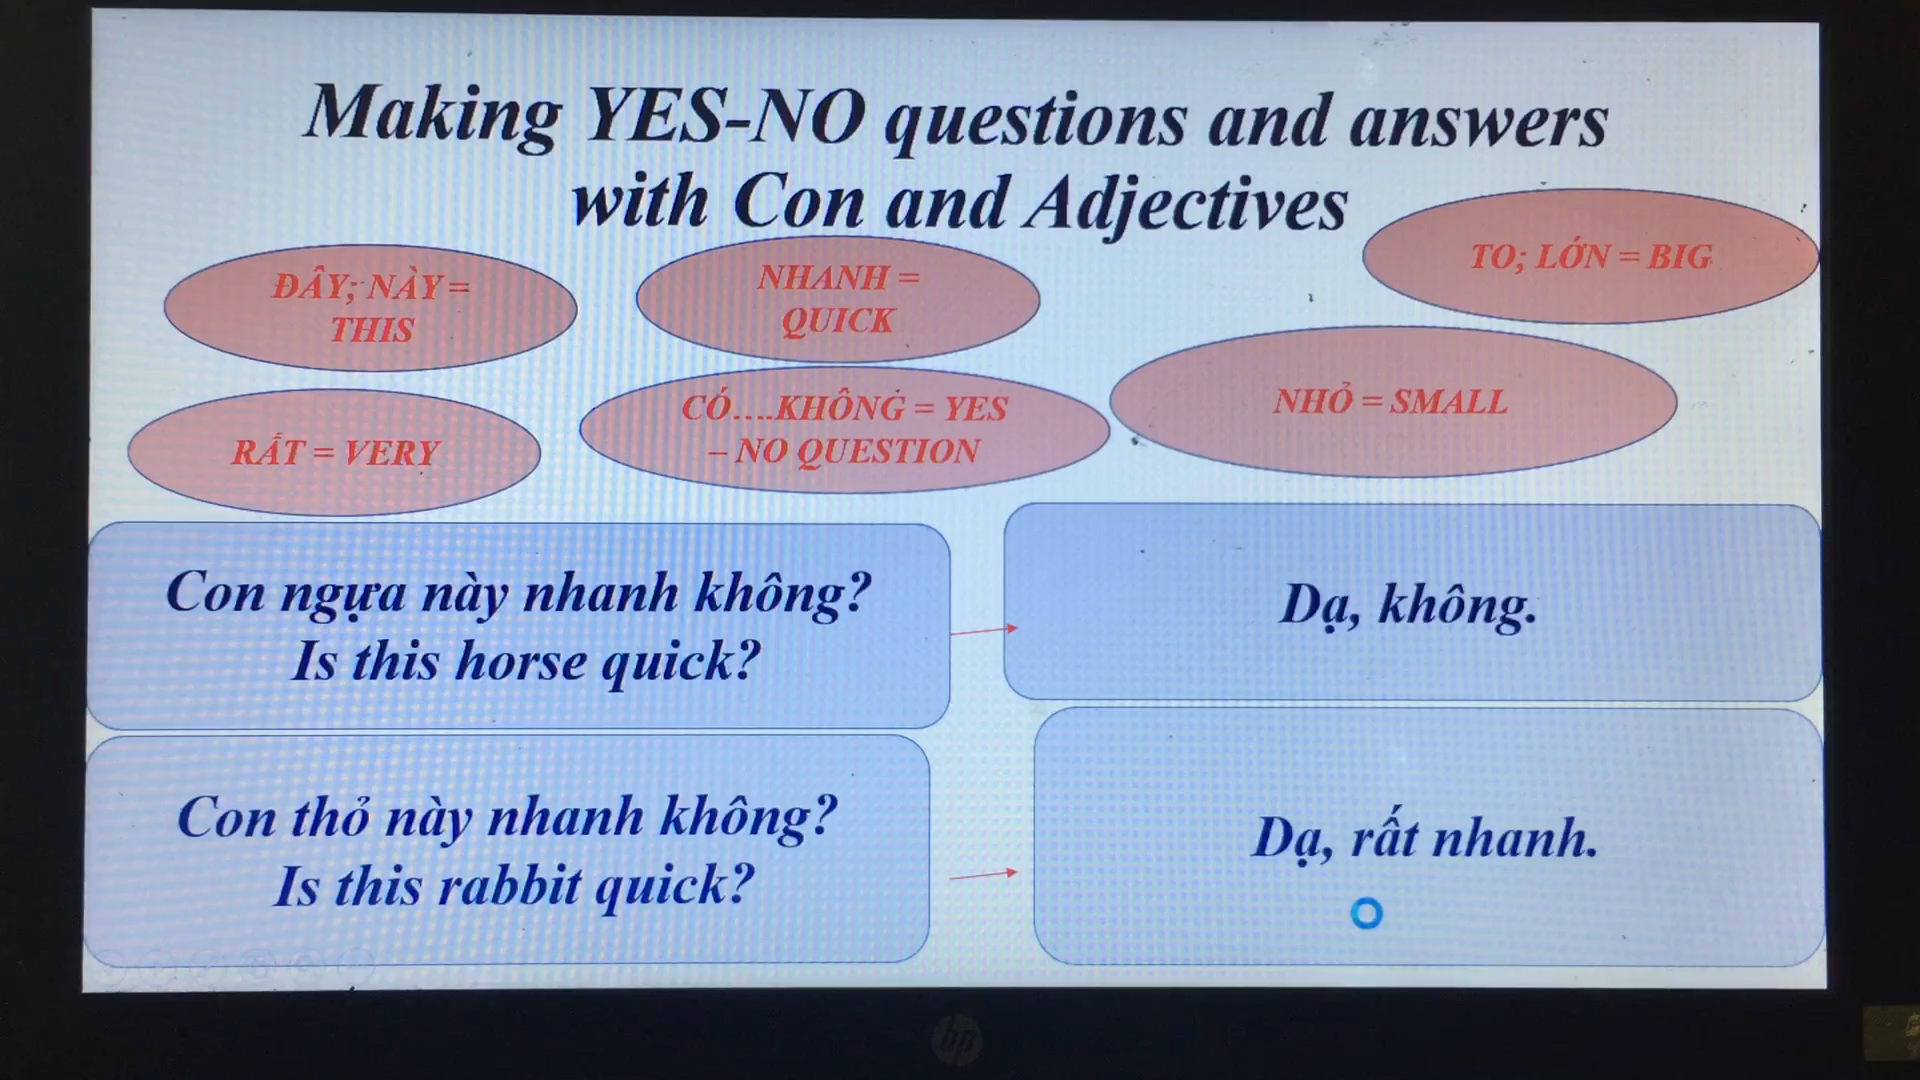 Making YES-NO questions and answers
with Con and Adjectives
TO; LỚN = BIG
ĐÂY; NÀY =
THIS
NHANH =
QUICK
NHỎ = SMALL
RẤT = VERY
CÓ....KHÔNG = YES
– NO QUESTION
Con ngựa này nhanh không?
Is this horse quick?
Dạ, không.
Con thỏ này nhanh không?
Is this rabbit quick?
Dạ, rất nhanh.
hp